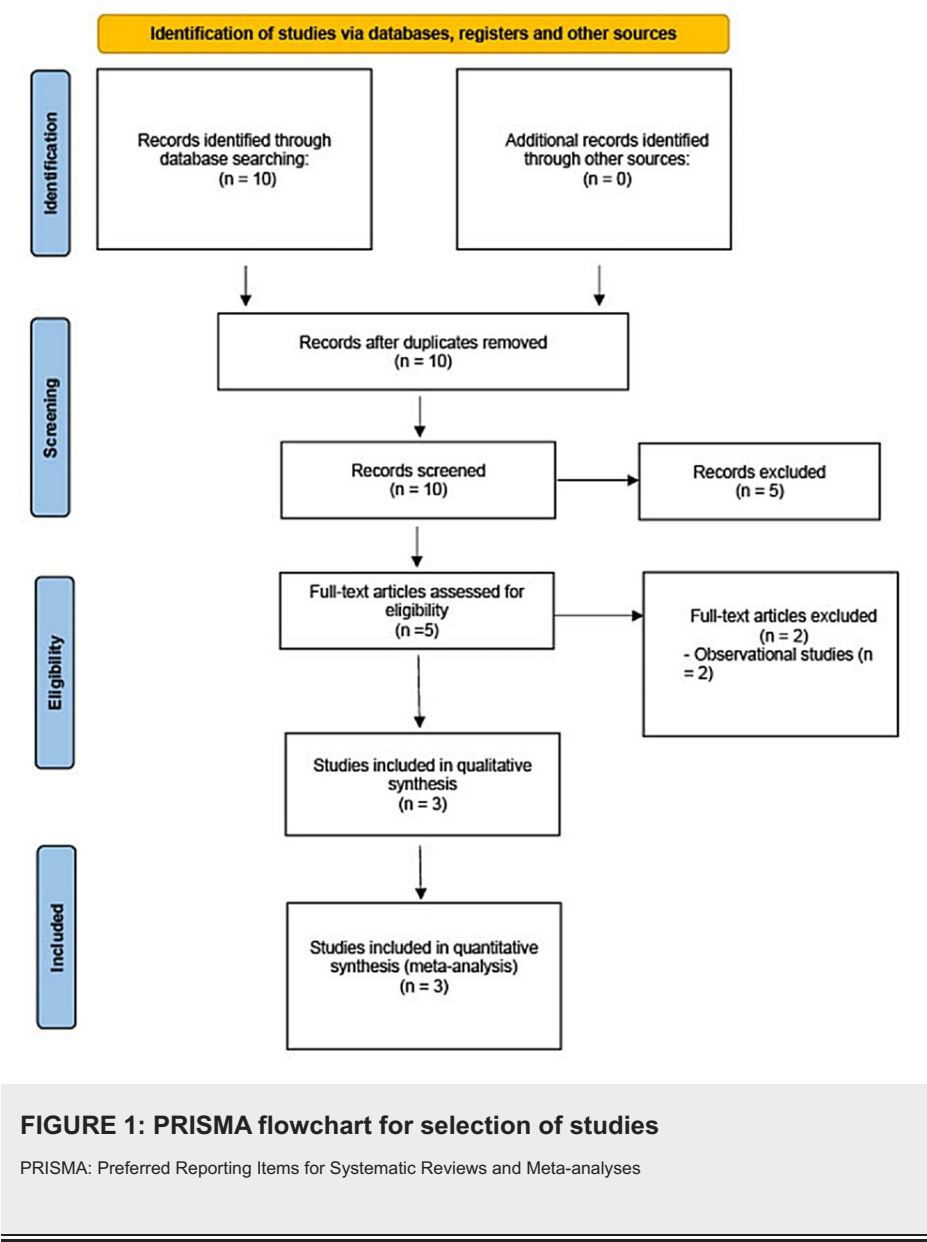 Identification of studies via databases, registers and other sources
Identification
Records identified through
database searching:
(n = 10)
Additional records identified
through other sources:
(n = 0)
Screening
Records after duplicates removed
(n = 10)
Records screened
(n = 10)
Records excluded
(n = 5)
Eligibility
Full-text articles assessed for
eligibility
(n =5)
Full-text articles excluded
(n = 2)
- Observational studies (n
= 2)
Studies included in qualitative
synthesis
(n = 3)
Included
Studies included in quantitative
synthesis (meta-analysis)
(n = 3)
FIGURE 1: PRISMA flowchart for selection of studies
PRISMA: Preferred Reporting Items for Systematic Reviews and Meta-analyses